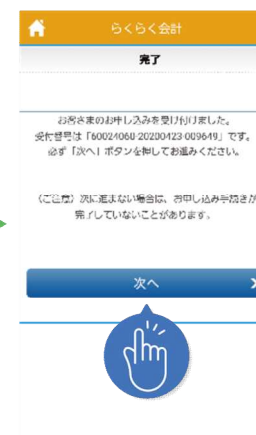 らくらく会計
完了
お客さまのお申し込みを受け付けました。
受付番号は「60024060-20200423-009649」です。
必ず「次へ」ボタンを押してお進みください。
（ご注意）次に進まない場合は、お申し込み手続きが
完了していないことがあります。
次へ